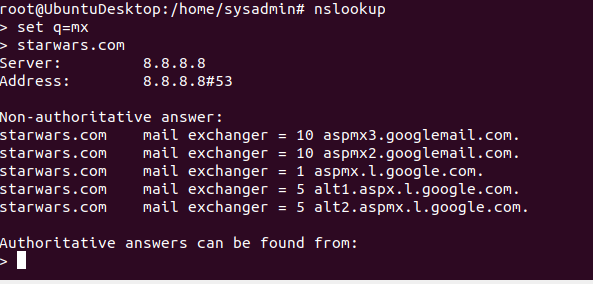 root@UbuntuDesktop:/home/sysadmin# nslookup
> set q=mx
> starwars.com
Server:         8.8.8.8
Address:        8.8.8.8#53

Non-authoritative answer:
starwars.com    mail exchanger = 10 aspmx3.googlemail.com.
starwars.com    mail exchanger = 10 aspmx2.googlemail.com.
starwars.com    mail exchanger = 1 aspmx.l.google.com.
starwars.com    mail exchanger = 5 alt1.aspx.l.google.com.
starwars.com    mail exchanger = 5 alt2.aspmx.l.google.com.

Authoritative answers can be found from:
>